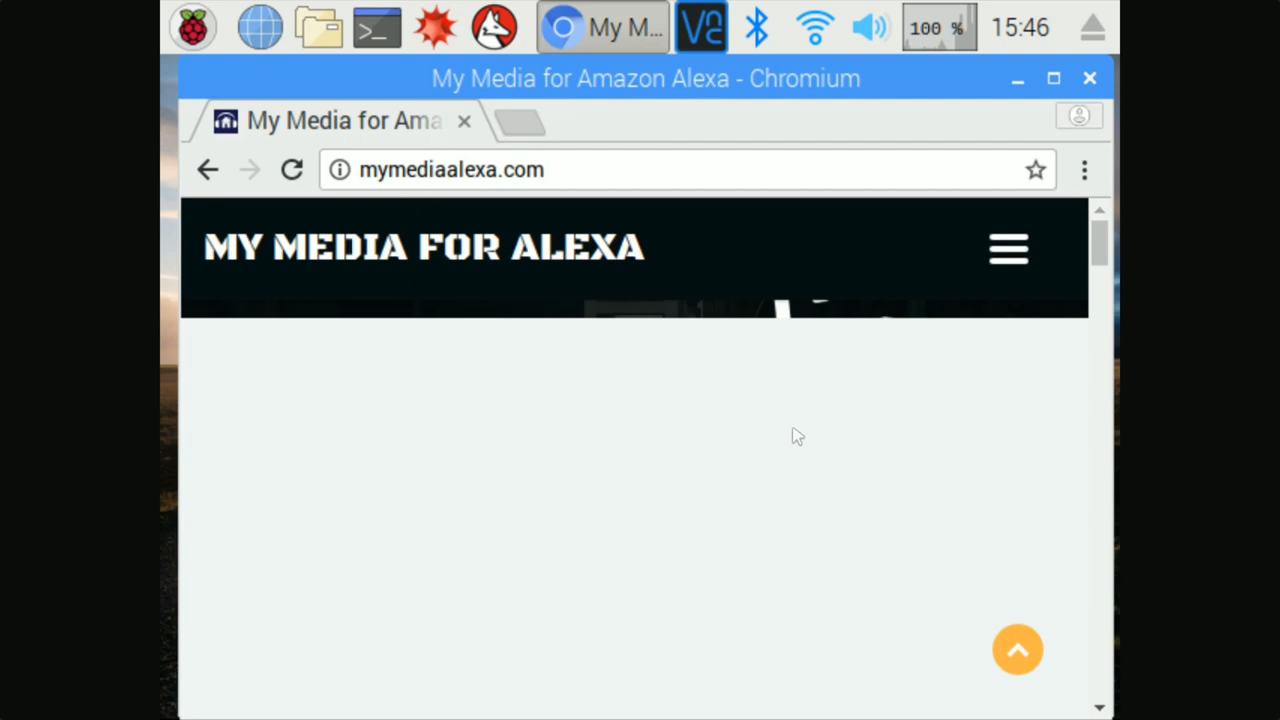 My M...
100 %
15:46
My Media for Amazon Alexa - Chromium
My Media for Ama
mymediaalexa.com
MY MEDIA FOR ALEXA